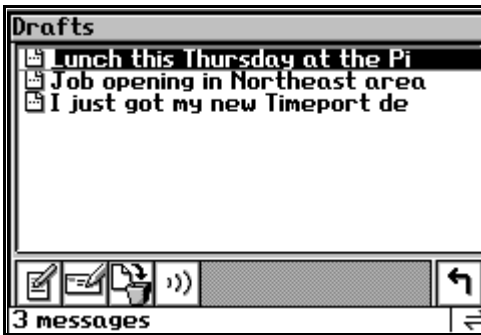 Drafts
Lunch this Thursday at the Pi
Job opening in Northeast area
I just got my new Timeport de
3 messages